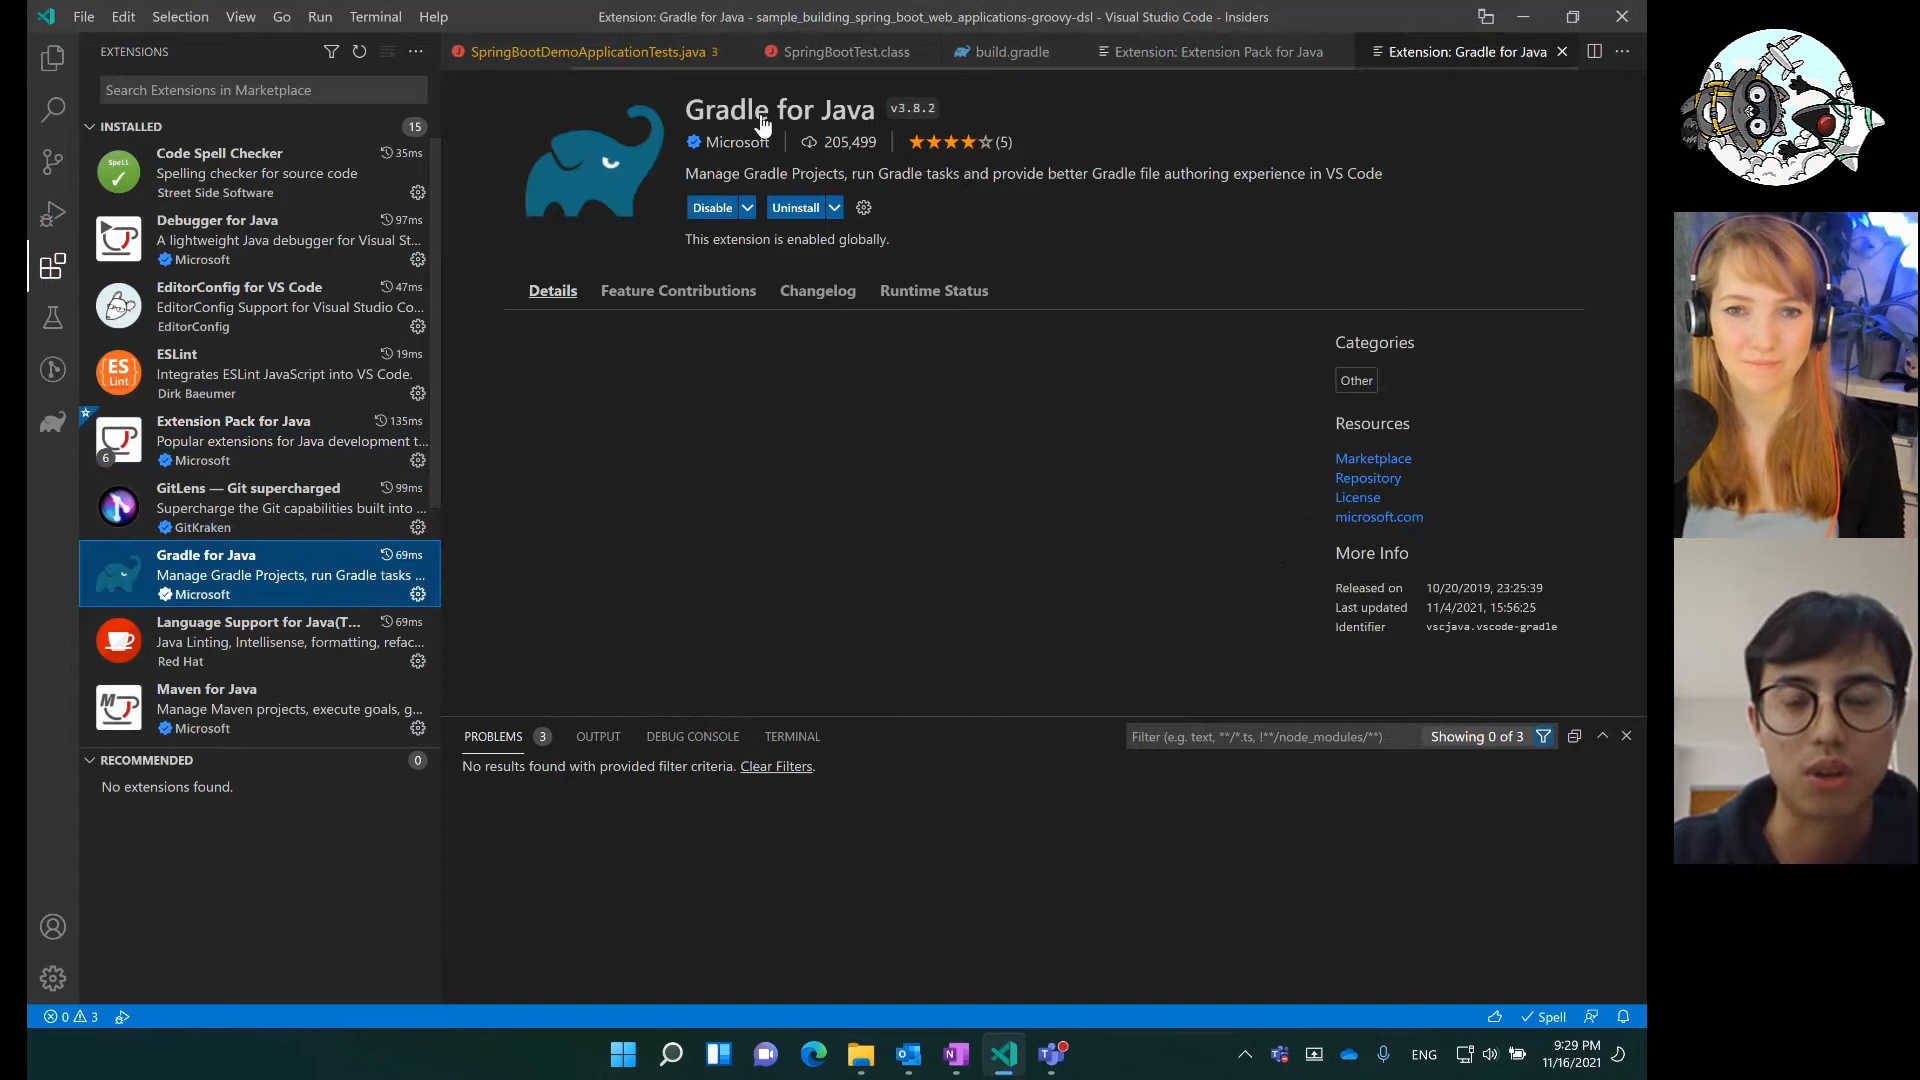 File Edit Selection View Go Run Terminal Help
Extension: Gradle for Java - sample_building_spring_boot_web_applications-groovy-dsl - Visual Studio Code - Insiders
EXTENSIONS
SpringBootDemoApplicationTests.java 3
SpringBootTest.class
build.gradle
Extension: Extension Pack for Java
Extension: Gradle for Java
Search Extensions in Marketplace
INSTALLED
15
Code Spell Checker
35ms
Spelling checker for source code
Street Side Software
Spell
Debugger for Java
97ms
A lightweight Java debugger for Visual St...
Microsoft
EditorConfig for VS Code
47ms
EditorConfig Support for Visual Studio Co...
EditorConfig
ESLint
19ms
Integrates ESLint JavaScript into VS Code.
Dirk Baeumer
ES
Lint
Extension Pack for Java
135ms
Popular extensions for Java development t...
Microsoft
6
GitLens — Git supercharged
99ms
Supercharge the Git capabilities built into ...
GitKraken
Gradle for Java
69ms
Manage Gradle Projects, run Gradle tasks ...
Microsoft
Language Support for Java(T...
69ms
Java Linting, Intellisense, formatting, refac...
Red Hat
Maven for Java
Manage Maven projects, execute goals, g...
Microsoft
M
RECOMMENDED
0
No extensions found.
Gradle for Java
v3.8.2
Microsoft
205,499
(5)
Manage Gradle Projects, run Gradle tasks and provide better Gradle file authoring experience in VS Code
Disable
Uninstall
This extension is enabled globally.
Details Feature Contributions Changelog Runtime Status
Categories
Other
Resources
Marketplace
Repository
License
microsoft.com
More Info
Released on 10/20/2019, 23:25:39
Last updated 11/4/2021, 15:56:25
Identifier vscjava.vscode-gradle
PROBLEMS 3 OUTPUT DEBUG CONSOLE TERMINAL
Filter (e.g. text, **/*.ts, !**/node_modules/**)
Showing 0 of 3
No results found with provided filter criteria. Clear Filters.
0 3
Spell
ENG
9:29 PM
11/16/2021